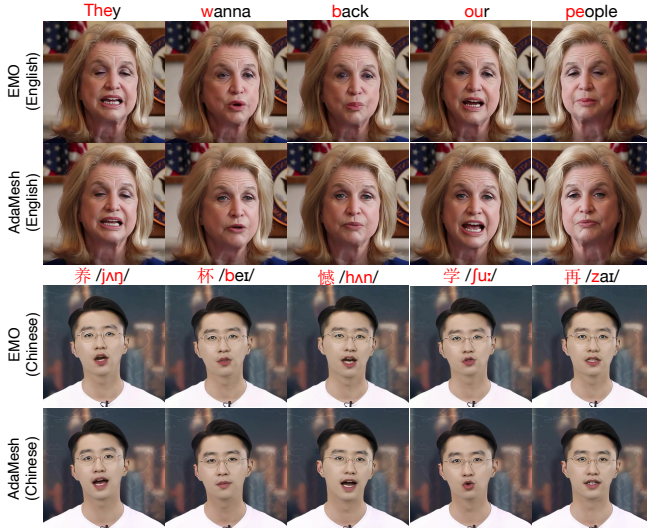 They wanna back our people
EMO
(English)
AdaMesh
(English)
养 /jʌŋ/ 杯 /beɪ/ 憾 /hʌn/ 学 /ʃuː/ 再 /zaɪ/
EMO
(Chinese)
AdaMesh
(Chinese)